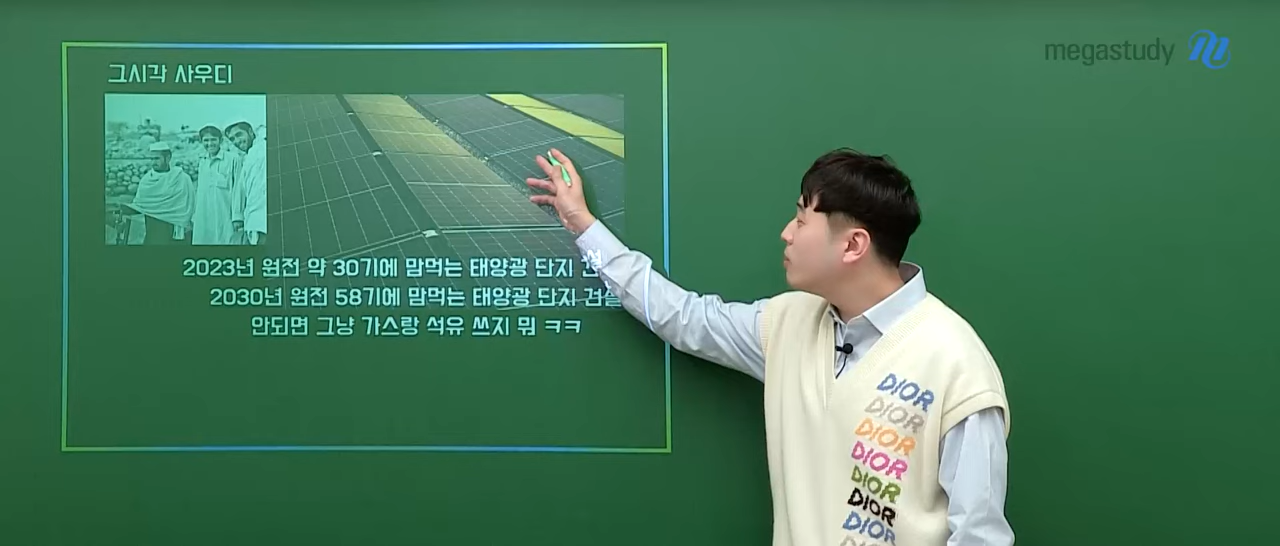 megastudy
그시각 사우디
2023년 원전 약 30기에 맘먹는 태양광 단지
2030년 원전 58기에 맘먹는 태양광 단지 건설
안되면 그냥 가스랑 석유 쓰지 뭐 ㅋㅋ
DIOR
DIOR
DIOR
DIOR
DIOR
DIOR
DIOR